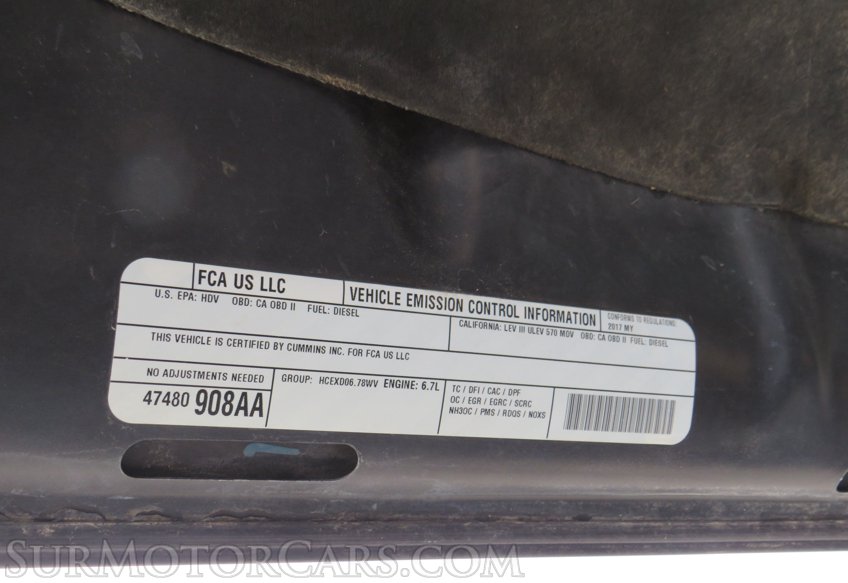 FCA US LLC
VEHICLE EMISSION CONTROL INFORMATION
CONFORMS TO REGULATIONS:
2017 MY
U.S. EPA: HDV OBD: CA OBD II FUEL: DIESEL
CALIFORNIA: LEV III ULEV 570 MDV OBD: CA OBD II FUEL: DIESEL
THIS VEHICLE IS CERTIFIED BY CUMMINS INC. FOR FCA US LLC
NO ADJUSTMENTS NEEDED
47480 908AA
GROUP: HCEXD06.78WV ENGINE: 6.7L
TC / DFI / CAC / DPF
OC / EGR / EGRC / SCRC
NH3OC / PMS / RDQS / NOXS
SURMOTORCARS.COM